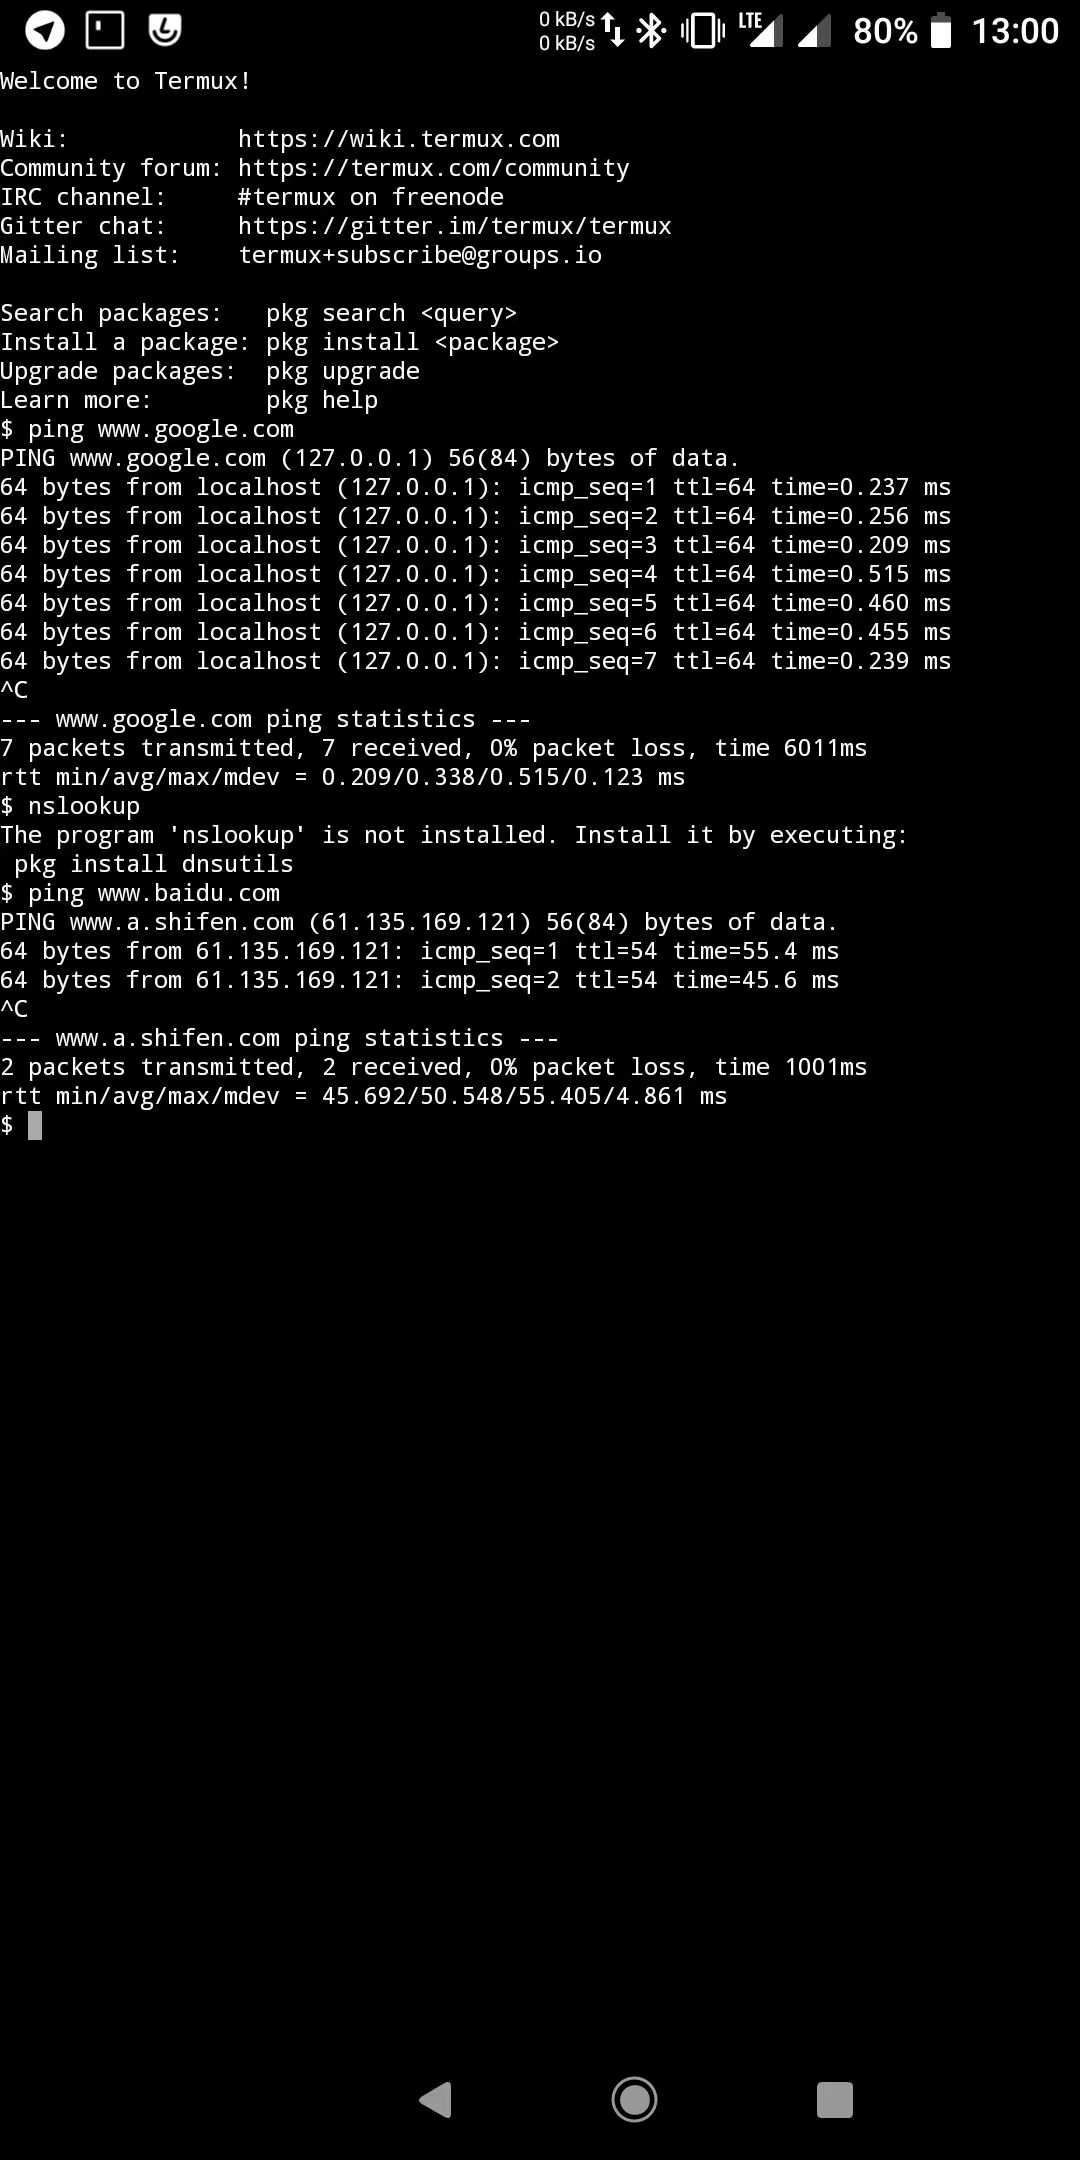 0 kB/s
0 kB/s
LTE
80%
13:00
Welcome to Termux!
Wiki:            https://wiki.termux.com
Community forum: https://termux.com/community
IRC channel:     #termux on freenode
Gitter chat:     https://gitter.im/termux/termux
Mailing list:    termux+subscribe@groups.io
Search packages:   pkg search <query>
Install a package: pkg install <package>
Upgrade packages:  pkg upgrade
Learn more:        pkg help
$ ping www.google.com
PING www.google.com (127.0.0.1) 56(84) bytes of data.
64 bytes from localhost (127.0.0.1): icmp_seq=1 ttl=64 time=0.237 ms
64 bytes from localhost (127.0.0.1): icmp_seq=2 ttl=64 time=0.256 ms
64 bytes from localhost (127.0.0.1): icmp_seq=3 ttl=64 time=0.209 ms
64 bytes from localhost (127.0.0.1): icmp_seq=4 ttl=64 time=0.515 ms
64 bytes from localhost (127.0.0.1): icmp_seq=5 ttl=64 time=0.460 ms
64 bytes from localhost (127.0.0.1): icmp_seq=6 ttl=64 time=0.455 ms
64 bytes from localhost (127.0.0.1): icmp_seq=7 ttl=64 time=0.239 ms
^C
--- www.google.com ping statistics ---
7 packets transmitted, 7 received, 0% packet loss, time 6011ms
rtt min/avg/max/mdev = 0.209/0.338/0.515/0.123 ms
$ nslookup
The program 'nslookup' is not installed. Install it by executing:
 pkg install dnsutils
$ ping www.baidu.com
PING www.a.shifen.com (61.135.169.121) 56(84) bytes of data.
64 bytes from 61.135.169.121: icmp_seq=1 ttl=54 time=55.4 ms
64 bytes from 61.135.169.121: icmp_seq=2 ttl=54 time=45.6 ms
^C
--- www.a.shifen.com ping statistics ---
2 packets transmitted, 2 received, 0% packet loss, time 1001ms
rtt min/avg/max/mdev = 45.692/50.548/55.405/4.861 ms
$